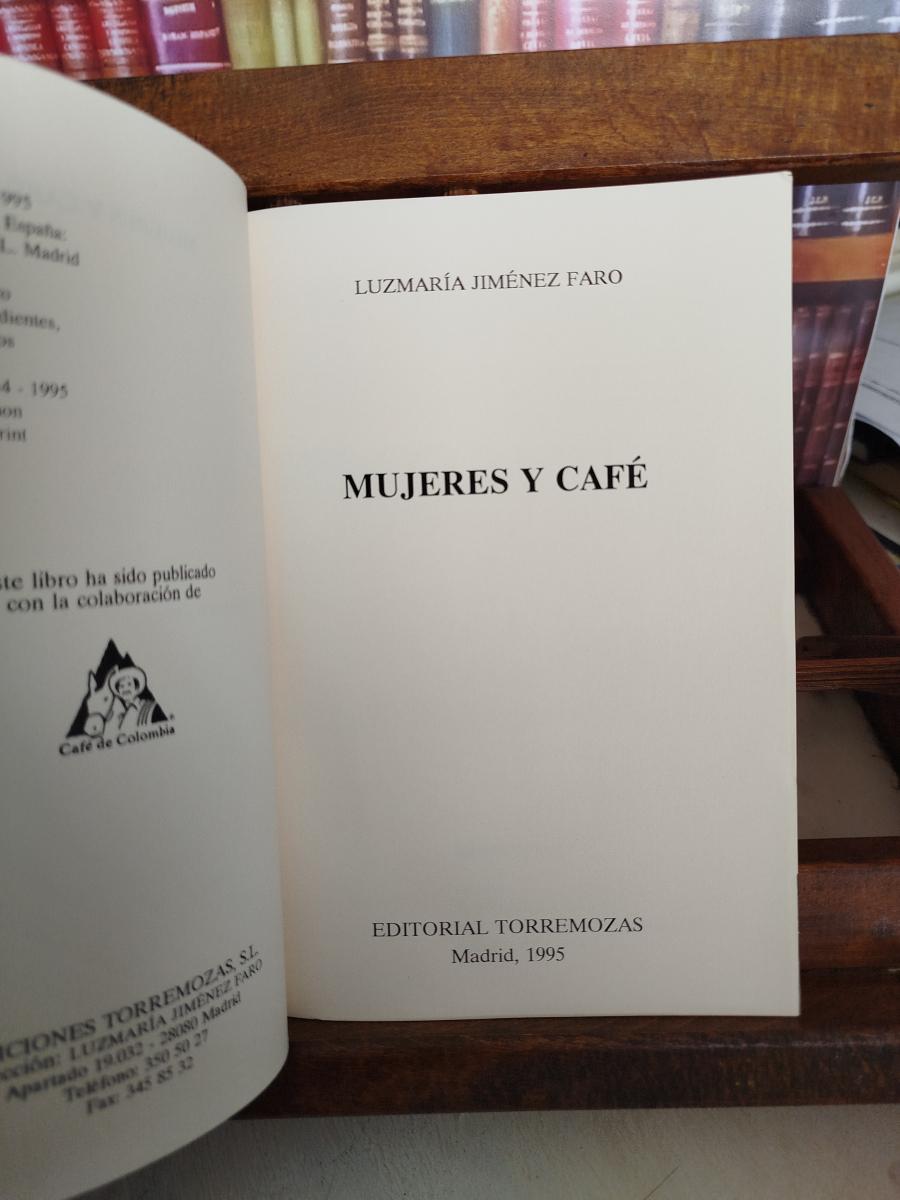 1995
España:
L. Madrid
dientes,
4 - 1995
ste libro ha sido publicado
con la colaboración de
Café de Colombia
ICIONES TORREMOZAS, S.L.
cción: LUZMARÍA JIMÉNEZ FARO
Apartado 19.032 - 28080 Madrid
Teléfono: 350 50 27
Fax: 345 85 32
LUZMARÍA JIMÉNEZ FARO
MUJERES Y CAFÉ
EDITORIAL TORREMOZAS
Madrid, 1995